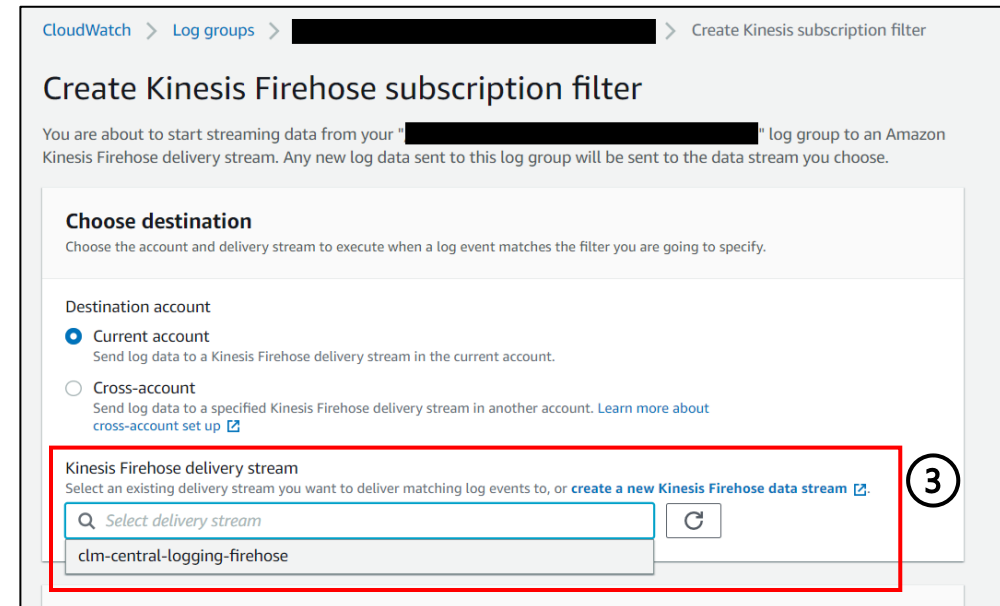 CloudWatch > Log groups > > Create Kinesis subscription filter
Create Kinesis Firehose subscription filter
You are about to start streaming data from your " " log group to an Amazon
Kinesis Firehose delivery stream. Any new log data sent to this log group will be sent to the data stream you choose.
Choose destination
Choose the account and delivery stream to execute when a log event matches the filter you are going to specify.
Destination account
Current account
Send log data to a Kinesis Firehose delivery stream in the current account.
Cross-account
Send log data to a specified Kinesis Firehose delivery stream in another account. Learn more about
cross-account set up
Kinesis Firehose delivery stream
Select an existing delivery stream you want to deliver matching log events to, or create a new Kinesis Firehose data stream .
③
Select delivery stream
clm-central-logging-firehose